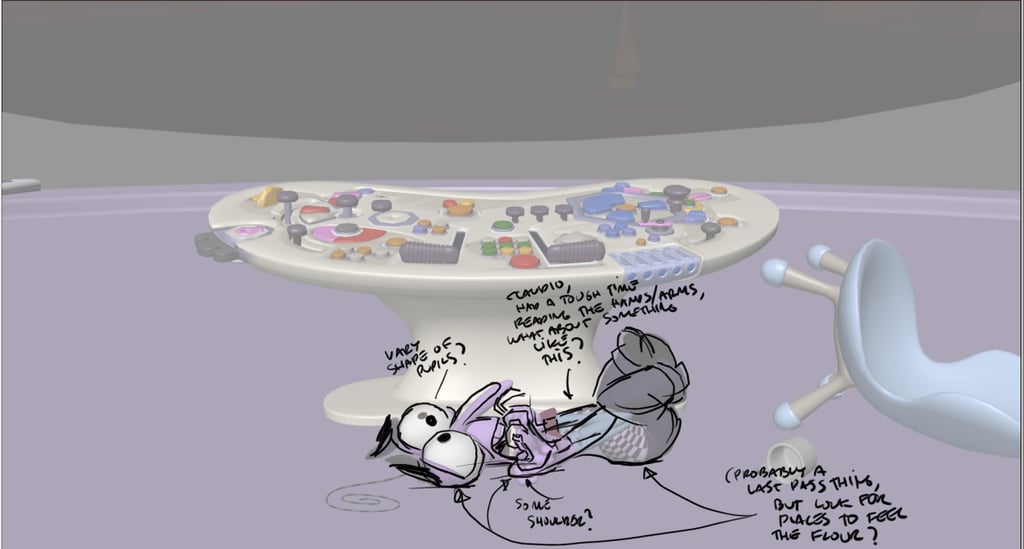 CLAUDIO,
HAD A TOUGH TIME
READING THE HANDS/ARMS,
WHAT ABOUT SOMETHING
LIKE
THIS?
VARY
SHAPE OF
PUPILS?
SOME
SHOULDER?
(PROBABLY A
LAST PASS THING,
BUT LOOK FOR
PLACES TO FEEL
THE FLOOR?